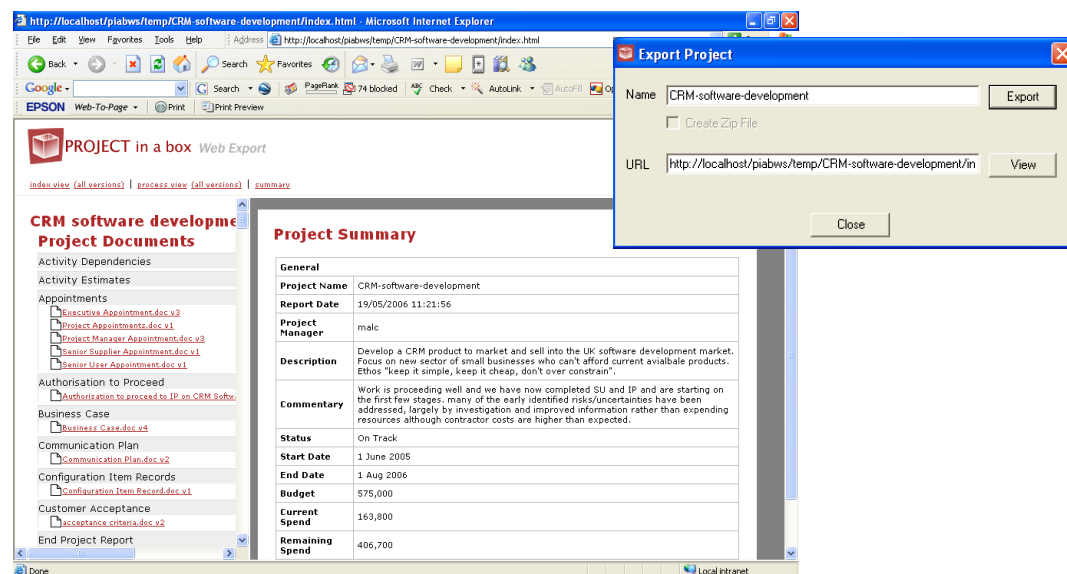 http://localhost/piabws/temp/CRM-software-development/index.html - Microsoft Internet Explorer
File Edit View Favorites Tools Help Address http://localhost/piabws/temp/CRM-software-development/index.html
Back Search Favorites
Google Search PageRank 74 blocked Check AutoLink AutoFill
EPSON Web-To-Page Print Print Preview
PROJECT in a box Web Export
index view (all versions) | process view (all versions) | summary
CRM software developme
Project Documents
Activity Dependencies
Activity Estimates
Appointments
Executive Appointment.doc v3
Project Appointments.doc v1
Project Manager Appointment.doc v3
Senior Supplier Appointment.doc v1
Senior User Appointment.doc v1
Authorisation to Proceed
Authorisation to proceed to IP on CRM Softw
Business Case
Business Case.doc v4
Communication Plan
Communication Plan.doc v2
Configuration Item Records
Configuration Item Record.doc v1
Customer Acceptance
acceptance criteria.doc v2
End Project Report
Project Summary
General
Project Name CRM-software-development
Report Date 19/05/2006 11:21:56
Project
Manager malc
Description Develop a CRM product to market and sell into the UK software development market.
Focus on new sector of small businesses who can't afford current avialbale products.
Ethos "keep it simple, keep it cheap, don't over constrain".
Commentary Work is proceeding well and we have now completed SU and IP and are starting on
the first few stages. many of the early identified risks/uncertainties have been
addressed, largely by investigation and improved information rather than expending
resources although contractor costs are higher than expected.
Status On Track
Start Date 1 June 2005
End Date 1 Aug 2006
Budget 575,000
Current
Spend 163,800
Remaining
Spend 406,700
Done Local intranet
Export Project
Name CRM-software-development Export
Create Zip File
URL http://localhost/piabws/temp/CRM-software-development/in View
Close